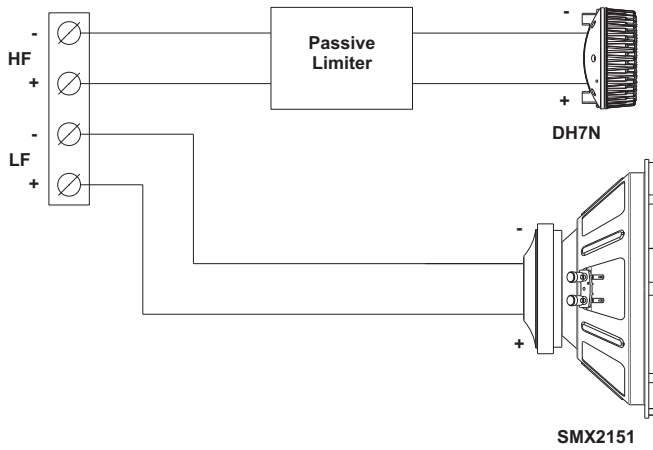 -
HF
+
-
LF
+
Passive
Limiter
-
+
DH7N
-
+
SMX2151